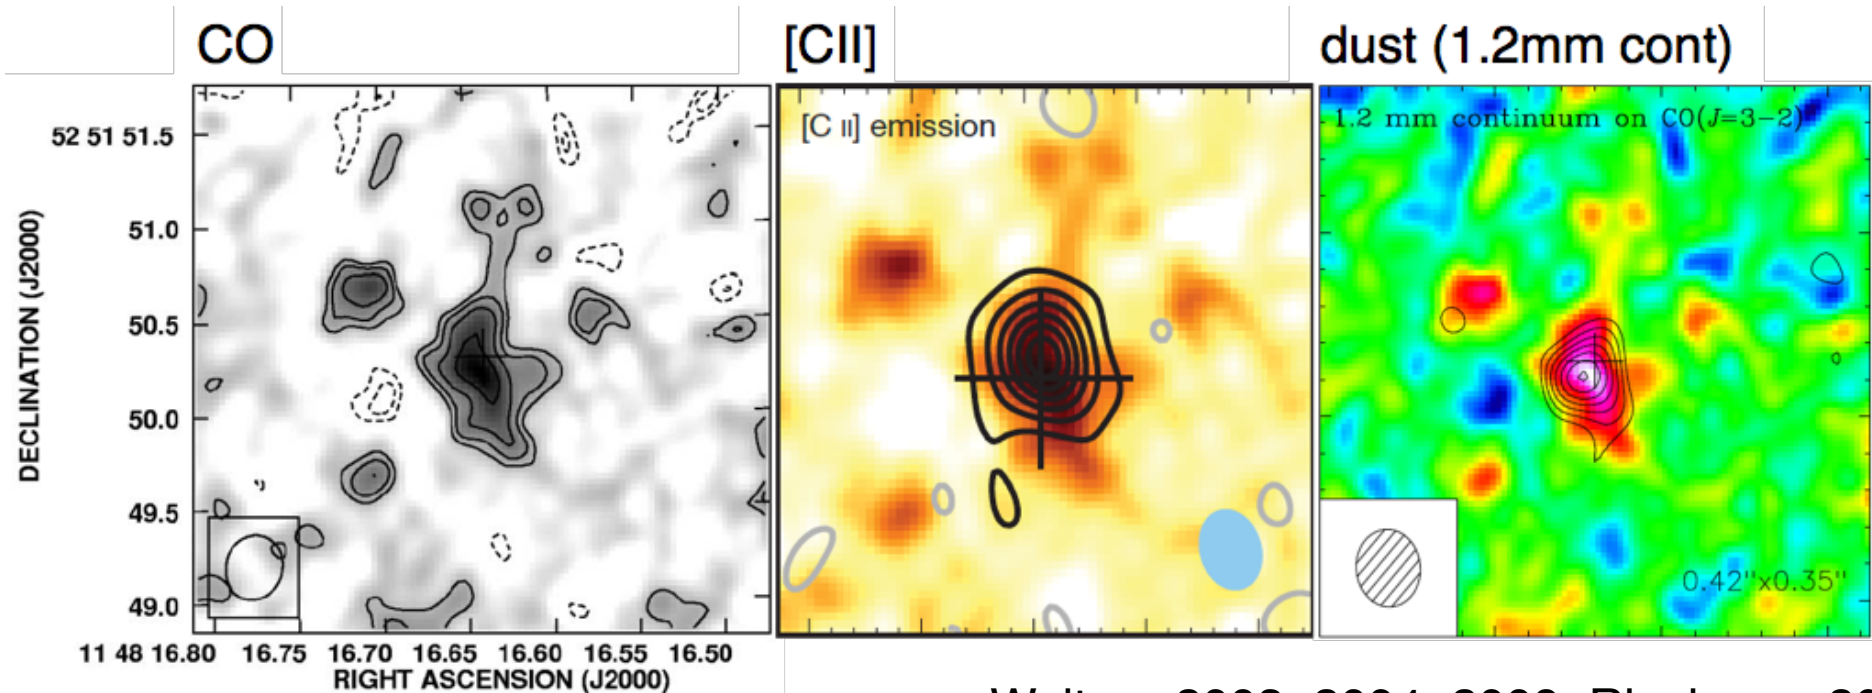 CO
[CII]
dust (1.2mm cont)
[C II] emission
1.2 mm continuum on CO(J=3−2)
52 51 51.5
51.0
50.5
50.0
49.5
49.0
DECLINATION (J2000)
0.42"x0.35"
11 48 16.80 16.75 16.70 16.65 16.60 16.55 16.50
RIGHT ASCENSION (J2000)